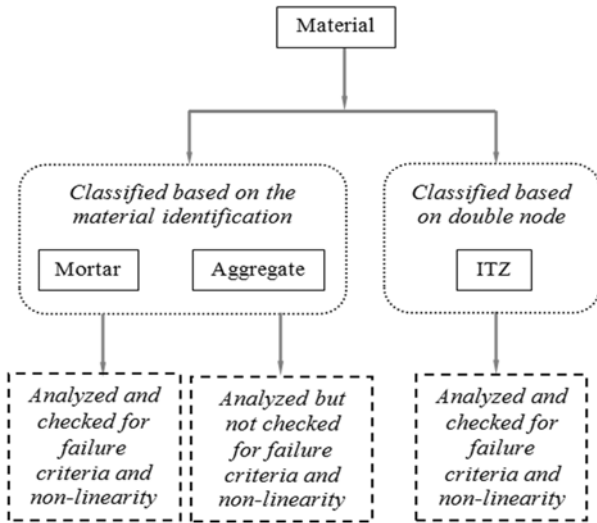 Material
Classified based on the
material identification
Mortar
Aggregate
Classified based
on double node
ITZ
Analyzed and
checked for
failure
criteria and
non-linearity
Analyzed but
not checked
for failure
criteria and
non-linearity
Analyzed and
checked for
failure
criteria and
non-linearity